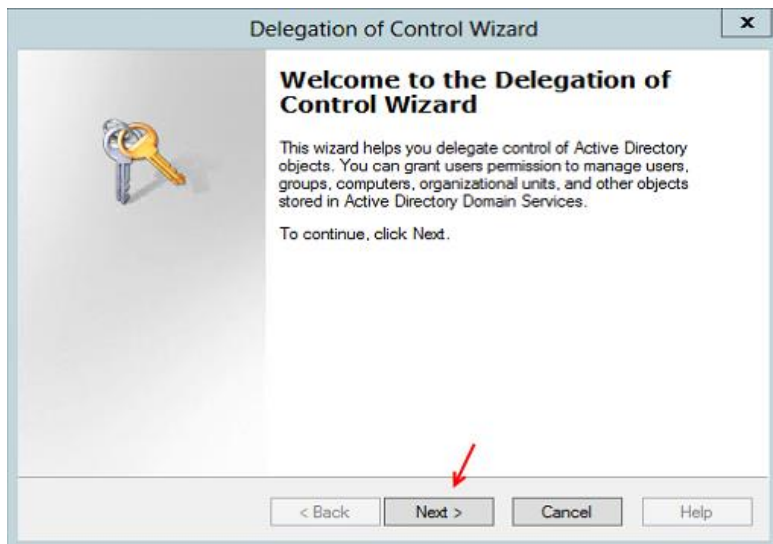 Delegation of Control Wizard
x
Welcome to the Delegation of
Control Wizard
This wizard helps you delegate control of Active Directory
objects. You can grant users permission to manage users,
groups, computers, organizational units, and other objects
stored in Active Directory Domain Services.
To continue, click Next.
< Back
Next >
Cancel
Help